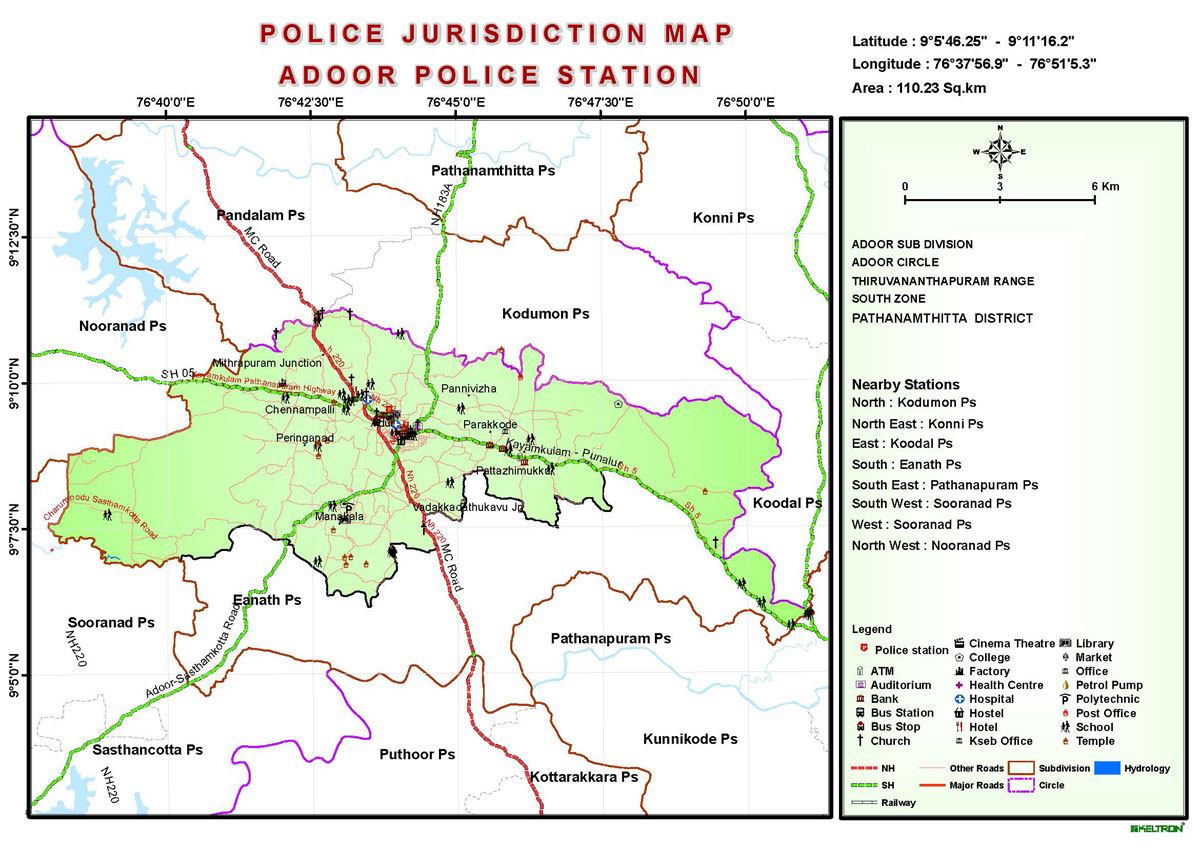 POLICE JURISDICTION MAP
ADOOR POLICE STATION
Latitude : 9°5'46.25" - 9°11'16.2"
Longitude : 76°37'56.9" - 76°51'5.3"
Area : 110.23 Sq.km
76°40'0"E
76°42'30"E
76°45'0"E
76°47'30"E
76°50'0"E
9°12'30"N
9°10'0"N
9°7'30"N
9°5'0"N
Pathanamthitta Ps
Pandalam Ps
Konni Ps
NH183A
MC Road
Nooranad Ps
Kodumon Ps
Mithrapuram Junction
h 220
SH 05
Kayamkulam Pathanapuram Highway
Pannivizha
Chennampalli
Parakkode
Peringanad
Kayamkulam - Punalur
Sh 5
Pattazhimukku
Nh 220
Koodal Ps
Sh 5
Charumoodu Sasthamkotta Road
Vadakkadathukavu Jn
Manakala
Nh 220
MC Road
Eanath Ps
Sooranad Ps
Pathanapuram Ps
NH220
Adoor-Sasthamkotta Road
Sasthancotta Ps
Puthoor Ps
Kunnikode Ps
Kottarakkara Ps
NH220
N
W
E
S
0
3
6 Km
ADOOR SUB DIVISION
ADOOR CIRCLE
THIRUVANANTHAPURAM RANGE
SOUTH ZONE
PATHANAMTHITTA DISTRICT
Nearby Stations
North : Kodumon Ps
North East : Konni Ps
East : Koodal Ps
South : Eanath Ps
South East : Pathanapuram Ps
South West : Sooranad Ps
West : Sooranad Ps
North West : Nooranad Ps
Legend
Police station
ATM
Auditorium
Bank
Bus Station
Bus Stop
Church
Cinema Theatre
College
Factory
Health Centre
Hospital
Hostel
Hotel
Kseb Office
Library
Market
Office
Petrol Pump
Polytechnic
Post Office
School
Temple
NH
Other Roads
Subdivision
Hydrology
SH
Major Roads
Circle
Railway
KELTRON